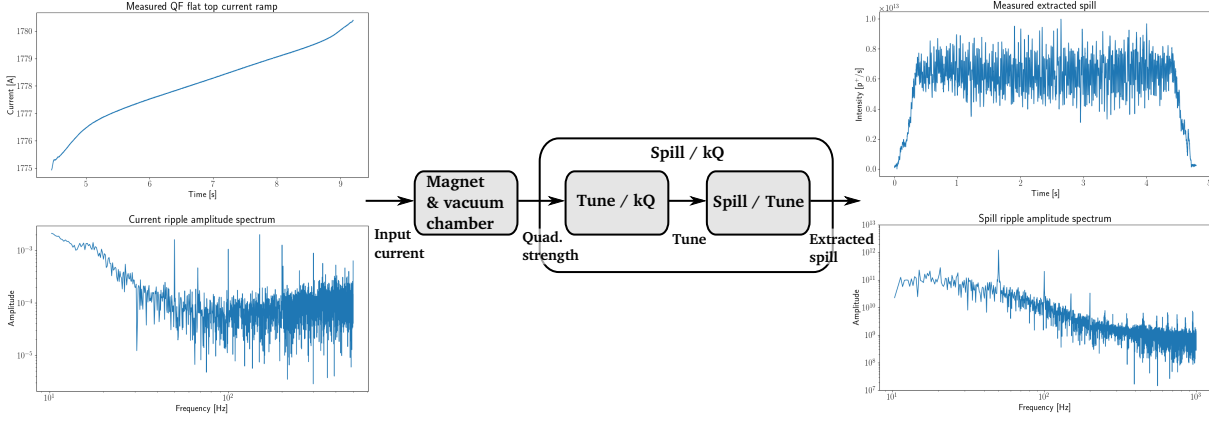 Measured QF flat top current ramp
Current [A]
1780
1779
1778
1777
1776
1775
5
6
7
8
9
Time [s]
Current ripple amplitude spectrum
Amplitude
10⁻³
10⁻⁴
10⁻⁵
10¹
10²
Frequency [Hz]
Input
current
Magnet
& vacuum
chamber
Quad.
strength
Spill / kQ
Tune / kQ
Tune
Spill / Tune
Extracted
spill
Measured extracted spill
×10¹³
Intensity [p⁺/s]
1.0
0.8
0.6
0.4
0.2
0.0
0
1
2
3
4
5
Time [s]
Spill ripple amplitude spectrum
Amplitude
10¹³
10¹²
10¹¹
10¹⁰
10⁹
10⁸
10⁷
10¹
10²
10³
Frequency [Hz]